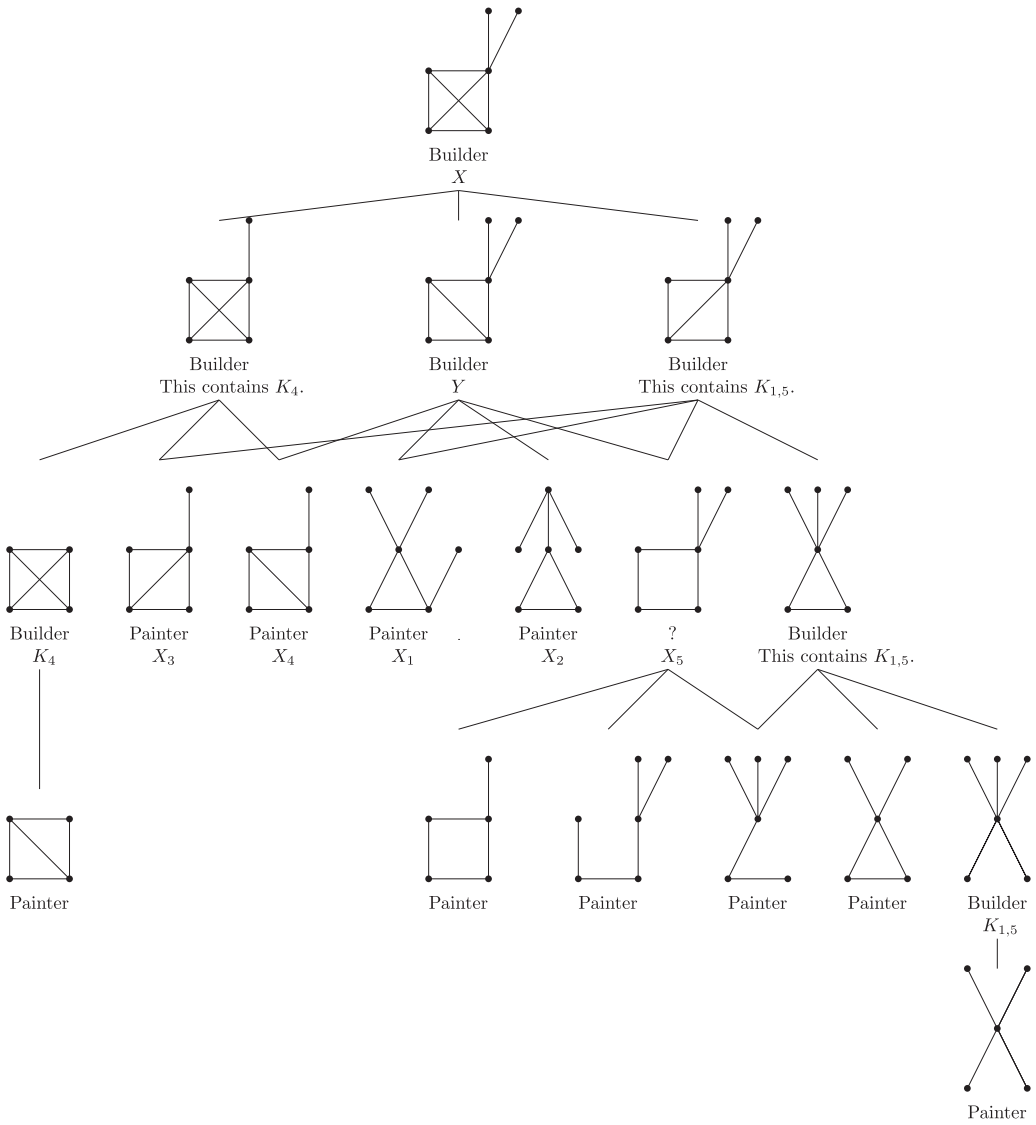 Builder
X
Builder
This contains K₄.
Builder
Y
Builder
This contains K₁,₅.
Builder
K₄
Painter
X₃
Painter
X₄
Painter .
X₁
Painter
X₂
?
X₅
Builder
This contains K₁,₅.
Painter
Painter
Painter
Painter
Painter
Builder
K₁,₅
Painter